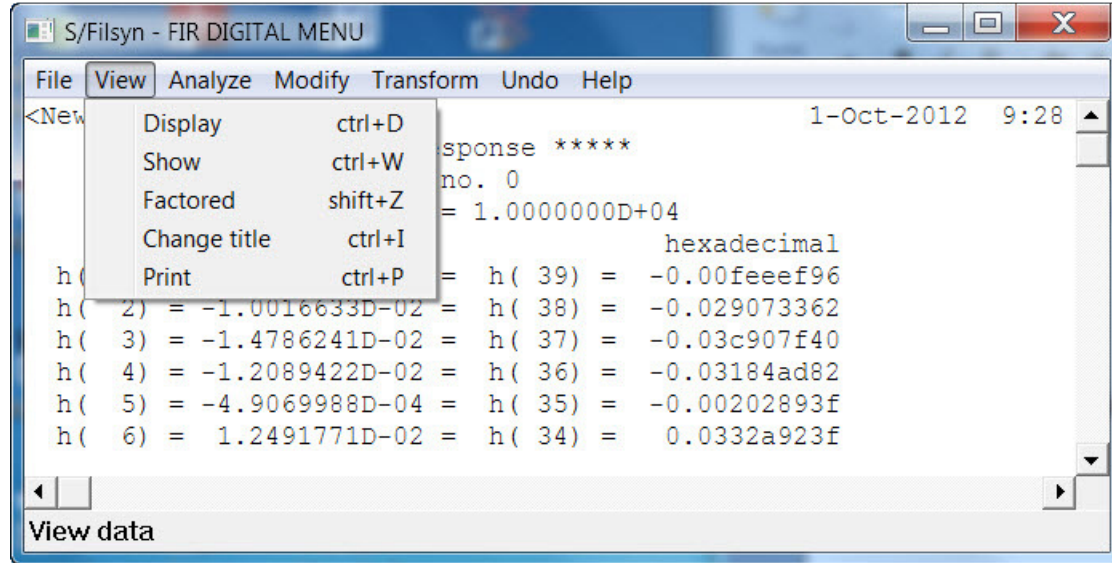 S/Filsyn - FIR DIGITAL MENU
File View Analyze Modify Transform Undo Help
<New 1-Oct-2012 9:28
Display ctrl+D
sponse *****
Show ctrl+W
no. 0
Factored shift+Z
= 1.0000000D+04
Change title ctrl+I
hexadecimal
Print ctrl+P
h( = h( 39) = -0.00feeef96
h( 2) = -1.0016633D-02 = h( 38) = -0.029073362
h( 3) = -1.4786241D-02 = h( 37) = -0.03c907f40
h( 4) = -1.2089422D-02 = h( 36) = -0.03184ad82
h( 5) = -4.9069988D-04 = h( 35) = -0.00202893f
h( 6) = 1.2491771D-02 = h( 34) = 0.0332a923f
View data